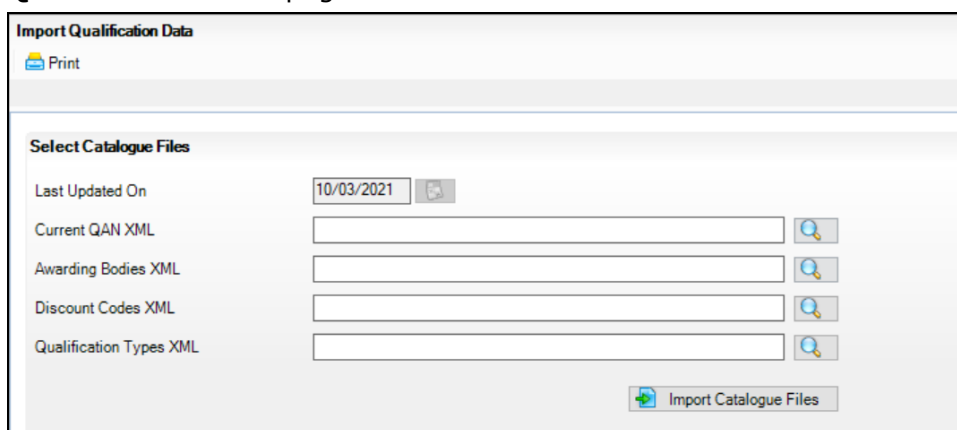 Import Qualification Data
Print
Select Catalogue Files
Last Updated On 10/03/2021
Current QAN XML
Awarding Bodies XML
Discount Codes XML
Qualification Types XML
Import Catalogue Files